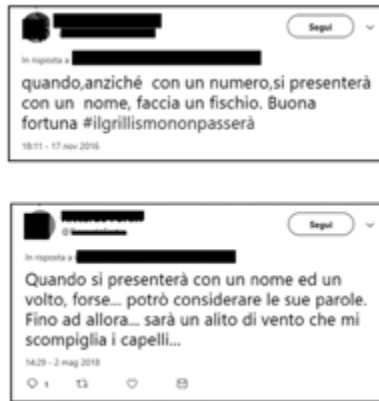 Segui
In risposta a
quando,anziché con un numero,si presenterà
con un nome, faccia un fischio. Buona
fortuna #ilgrillismononpasserà
18:11 - 17 nov 2016
Segui
In risposta a
Quando si presenterà con un nome ed un
volto, forse... potrò considerare le sue parole.
Fino ad allora... sarà un alito di vento che mi
scompiglia i capelli...
14:29 - 2 mag 2018
1